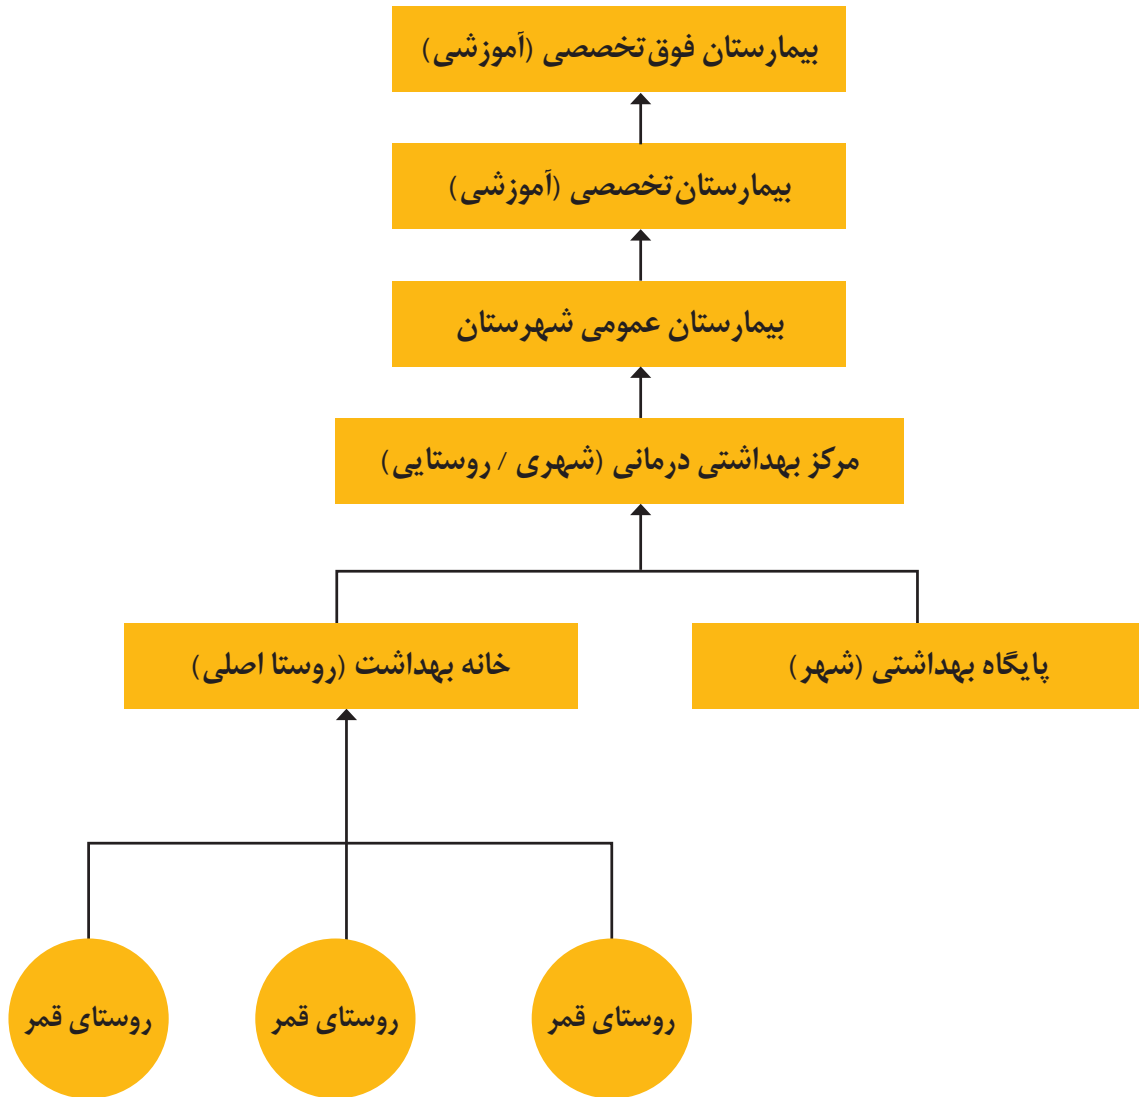 بیمارستان فوق‌تخصصی (آموزشی)
بیمارستان تخصصی (آموزشی)
بیمارستان عمومی شهرستان
مرکز بهداشتی درمانی (شهری / روستایی)
پایگاه بهداشتی (شهر)
خانه بهداشت (روستا اصلی)
روستای قمر
روستای قمر
روستای قمر